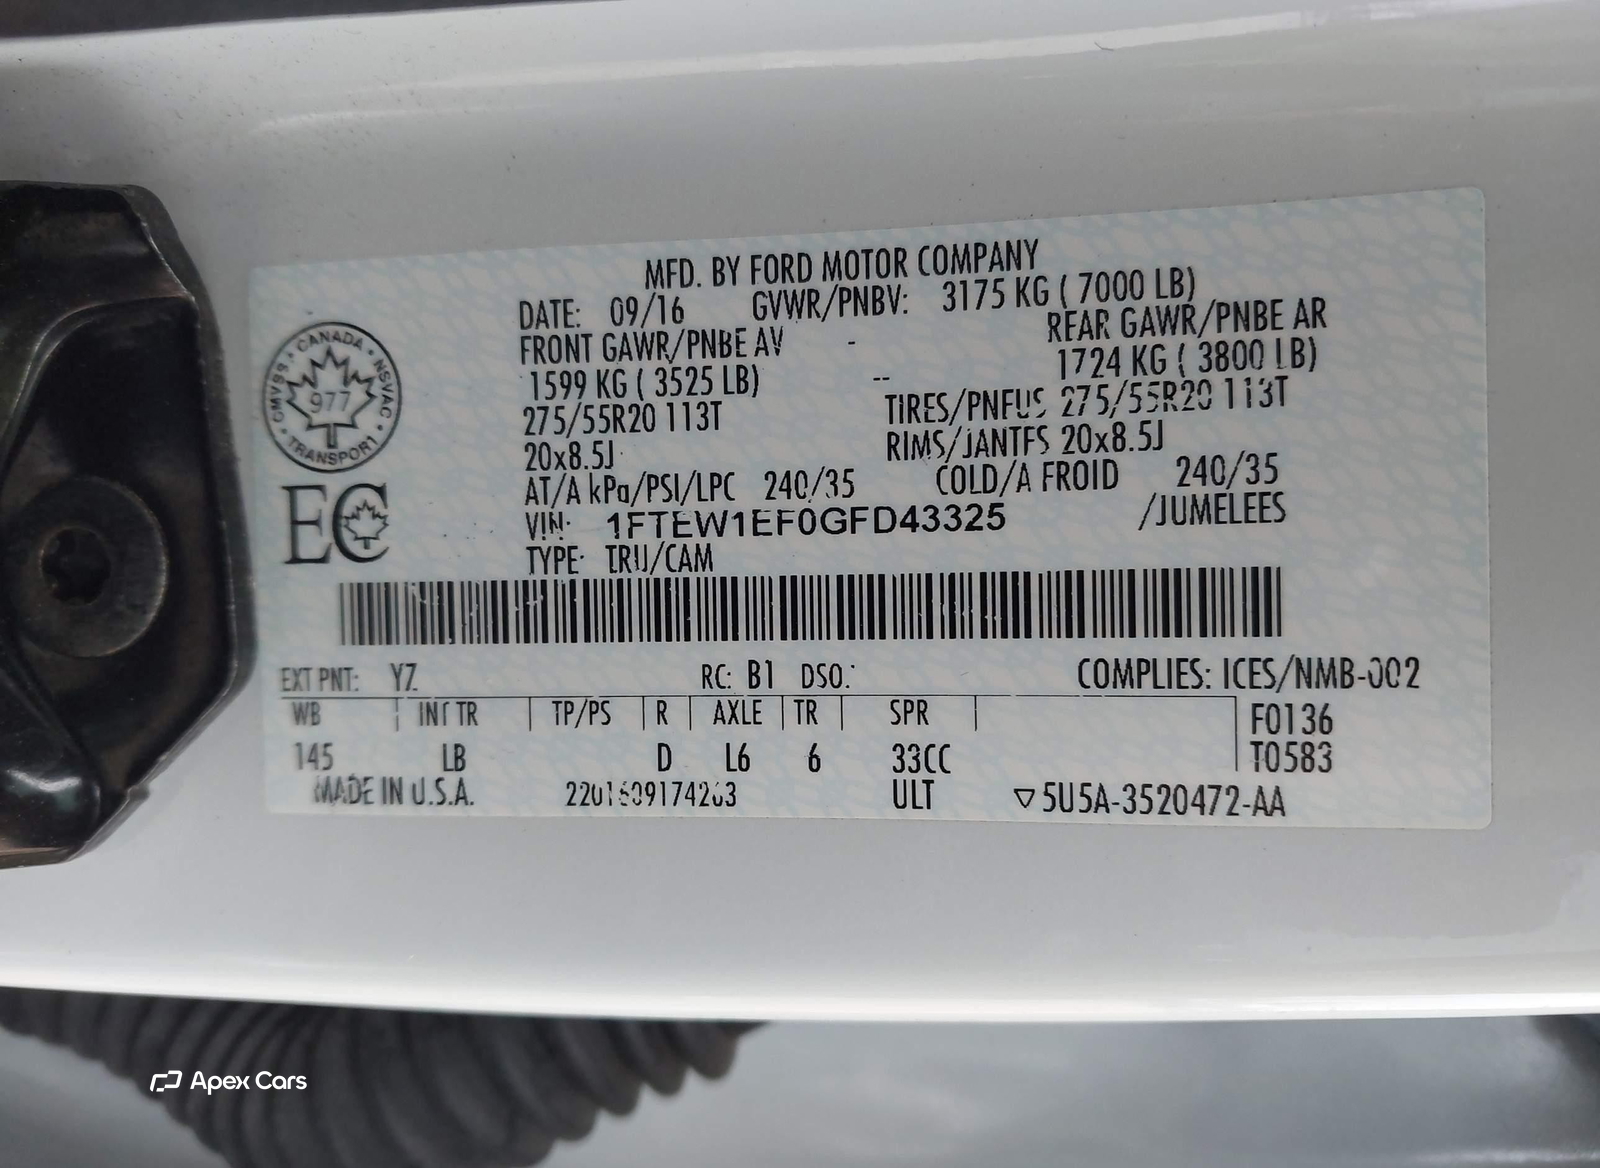 MFD. BY FORD MOTOR COMPANY
DATE: 09/16 GVWR/PNBV: 3175 KG ( 7000 LB)
FRONT GAWR/PNBE AV - REAR GAWR/PNBE AR
1599 KG ( 3525 LB) -- 1724 KG ( 3800 LB)
275/55R20 113T TIRES/PNEUS 275/55R20 113T
20x8.5J RIMS/JANTES 20x8.5J
AT/A kPa/PSI/LPC 240/35 COLD/A FROID 240/35
VIN: 1FTEW1EF0GFD43325 /JUMELEES
TYPE: TRU/CAM
CANADA • NSVAC • TRANSPORT • CMVSS
977
EC
EXT PNT: YZ RC: B1 DSO: COMPLIES: ICES/NMB-002
WB INT TR TP/PS R AXLE TR SPR F0136
145 LB D L6 6 33CC T0583
MADE IN U.S.A. ULT ▽5U5A-3520472-AA
Apex Cars